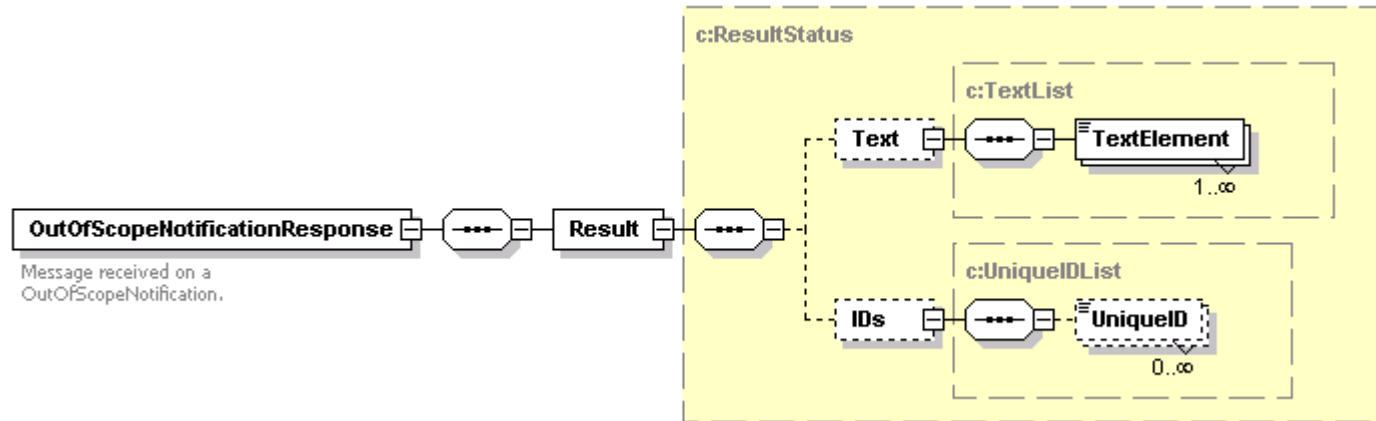 c:ResultStatus
c:TextList
Text
TextElement
1..∞
OutOfScopeNotificationResponse
Result
Message received on a
OutOfScopeNotification.
c:UniqueIDList
IDs
UniqueID
0..∞